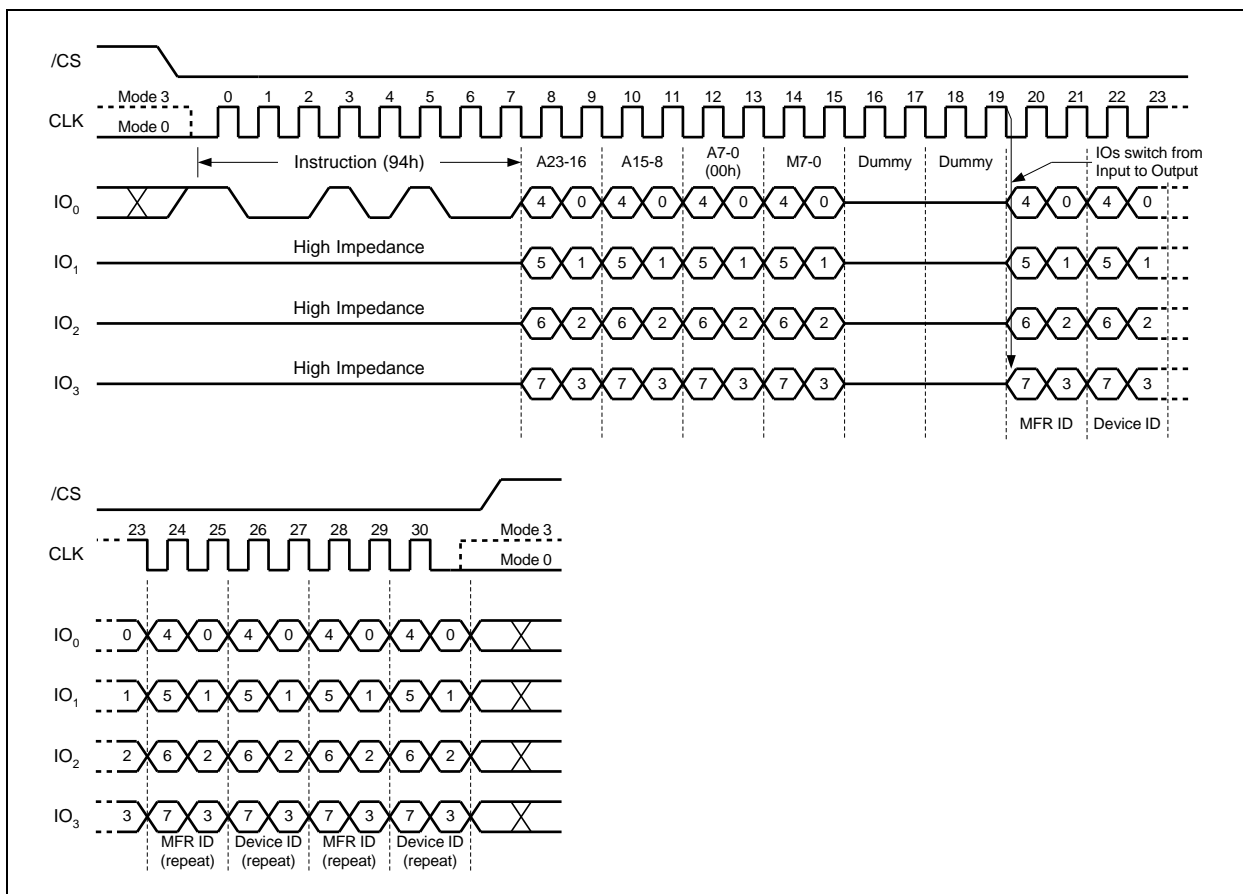 /CS
Mode 3 0 1 2 3 4 5 6 7 8 9 10 11 12 13 14 15 16 17 18 19 20 21 22 23
CLK
Mode 0
Instruction (94h) A23-16 A15-8 A7-0 (00h) M7-0 Dummy Dummy IOs switch from
Input to Output
IO0 4 0 4 0 4 0 4 0 4 0 4 0
High Impedance
IO1 5 1 5 1 5 1 5 1 5 1 5 1
High Impedance
IO2 6 2 6 2 6 2 6 2 6 2 6 2
High Impedance
IO3 7 3 7 3 7 3 7 3 7 3 7 3
MFR ID Device ID
/CS
23 24 25 26 27 28 29 30 Mode 3
CLK
Mode 0
IO0 0 4 0 4 0 4 0 4 0
IO1 1 5 1 5 1 5 1 5 1
IO2 2 6 2 6 2 6 2 6 2
IO3 3 7 3 7 3 7 3 7 3
MFR ID Device ID MFR ID Device ID
(repeat) (repeat) (repeat) (repeat)